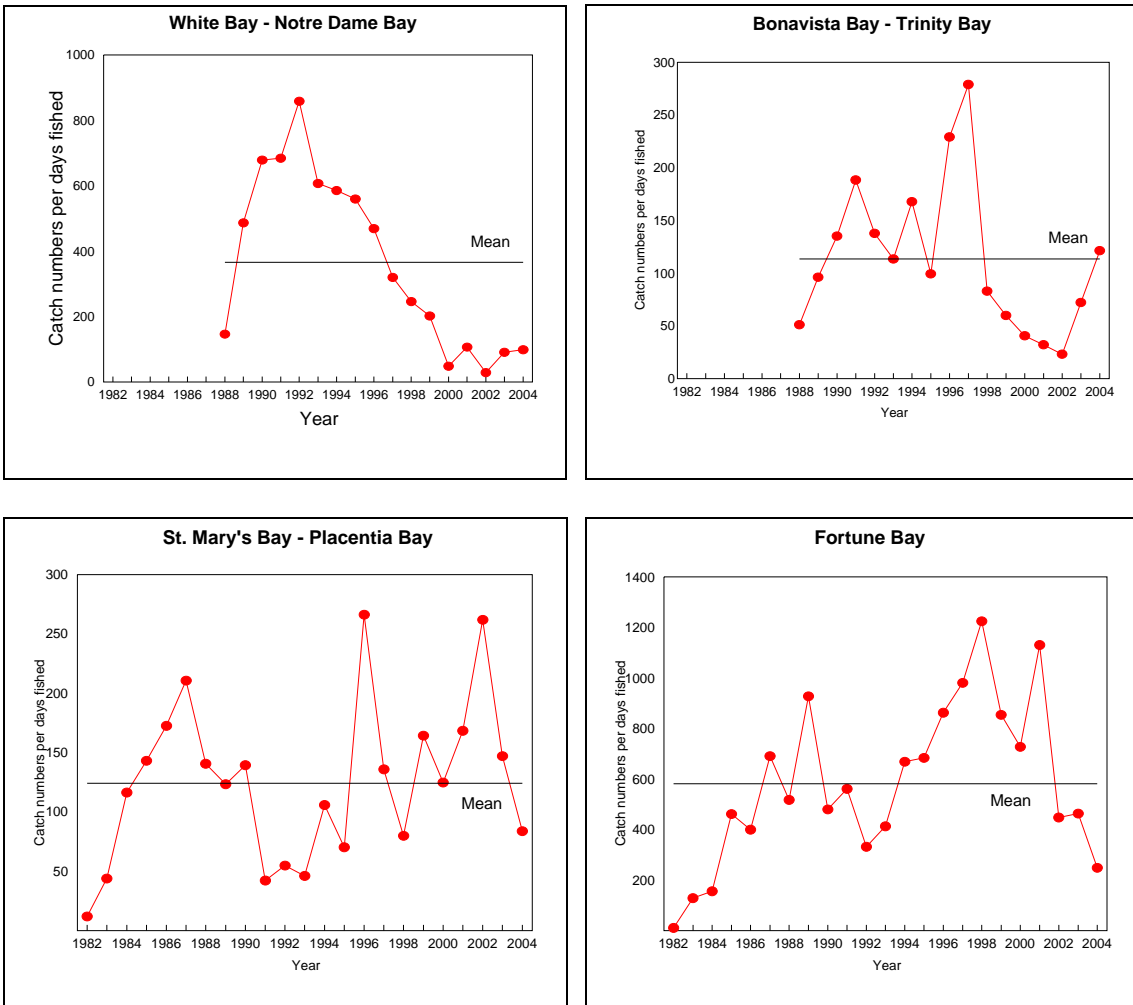 White Bay - Notre Dame Bay
Catch numbers per days fished
1000
800
600
400
200
0
Mean
1982 1984 1986 1988 1990 1992 1994 1996 1998 2000 2002 2004
Year
Bonavista Bay - Trinity Bay
Catch numbers per days fished
300
250
200
150
100
50
0
Mean
1982 1984 1986 1988 1990 1992 1994 1996 1998 2000 2002 2004
Year
St. Mary's Bay - Placentia Bay
Catch numbers per days fished
300
250
200
150
100
50
Mean
1982 1984 1986 1988 1990 1992 1994 1996 1998 2000 2002 2004
Year
Fortune Bay
Catch numbers per days fished
1400
1200
1000
800
600
400
200
Mean
1982 1984 1986 1988 1990 1992 1994 1996 1998 2000 2002 2004
Year